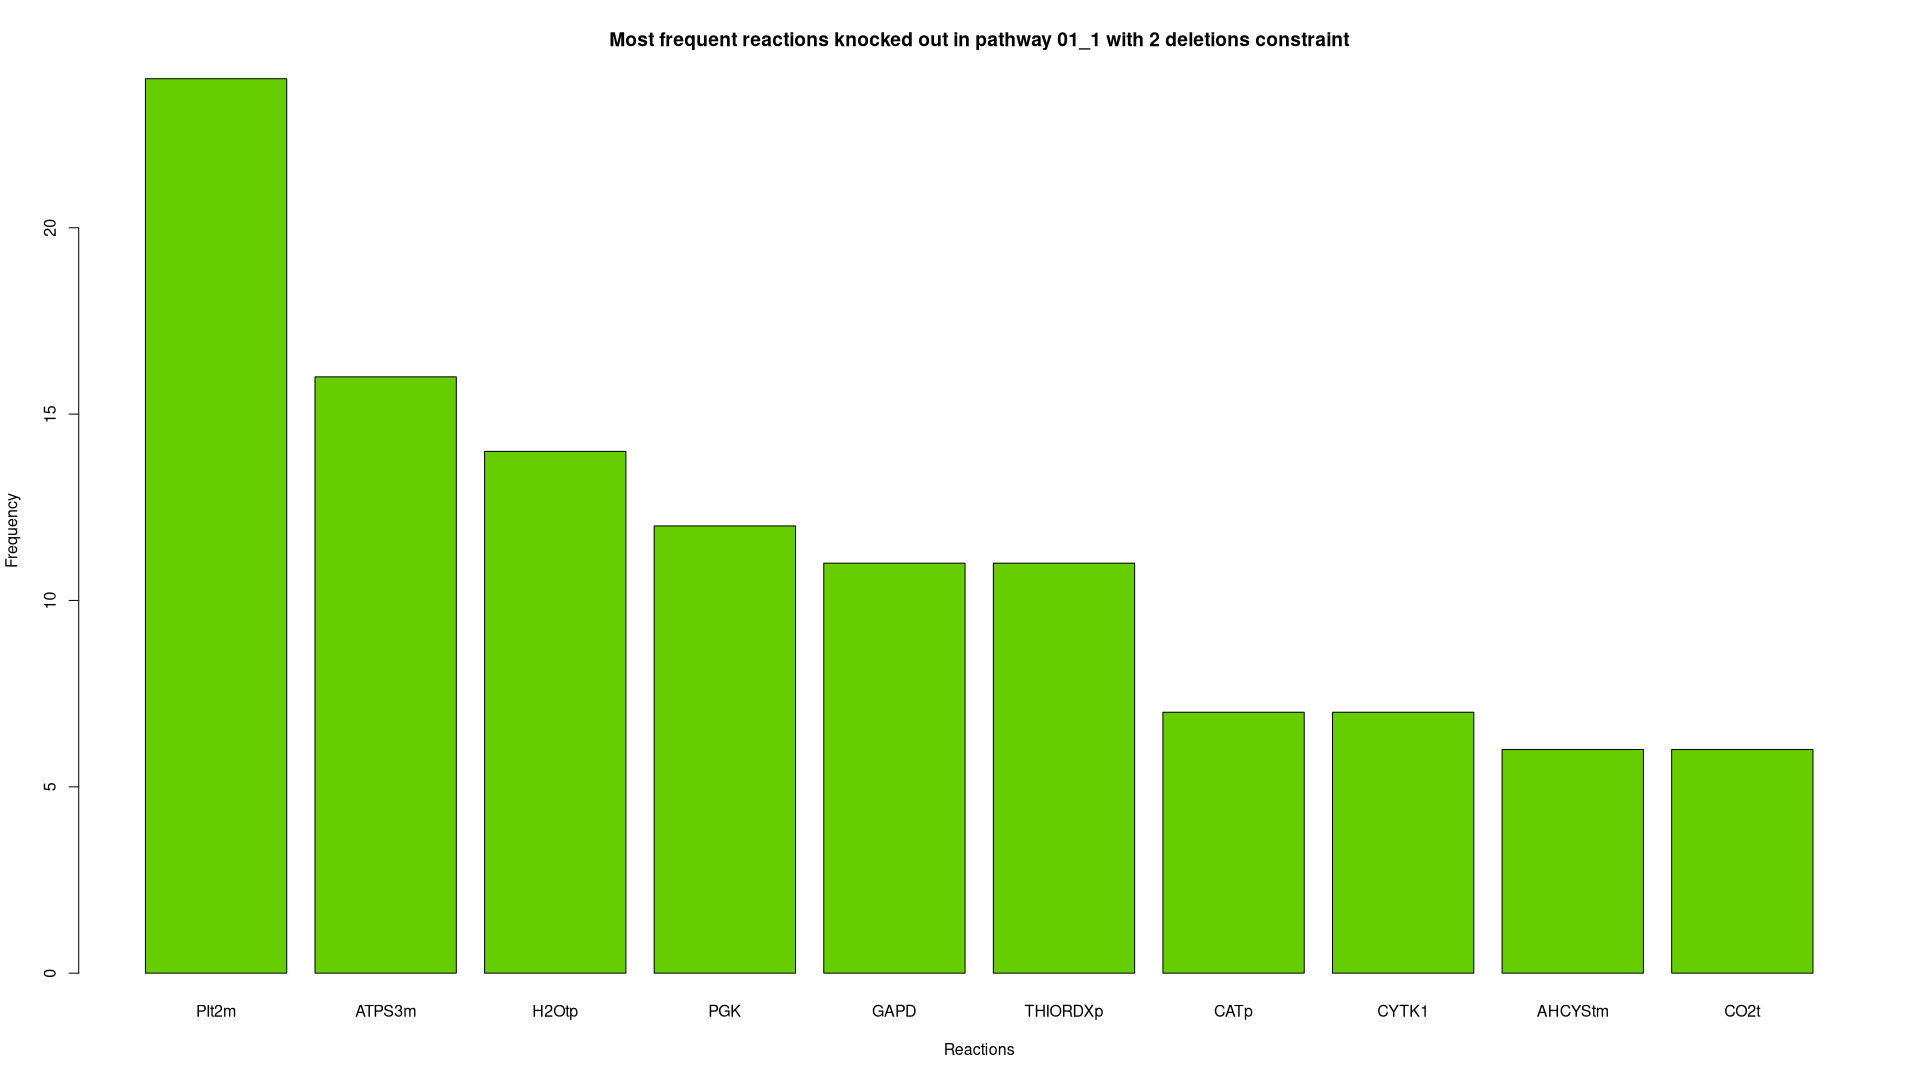 Most frequent reactions knocked out in pathway 01_1 with 2 deletions constraint
Frequency
20
15
10
5
0
PIt2m ATPS3m H2Otp PGK GAPD THIORDXp CATp CYTK1 AHCYStm CO2t
Reactions